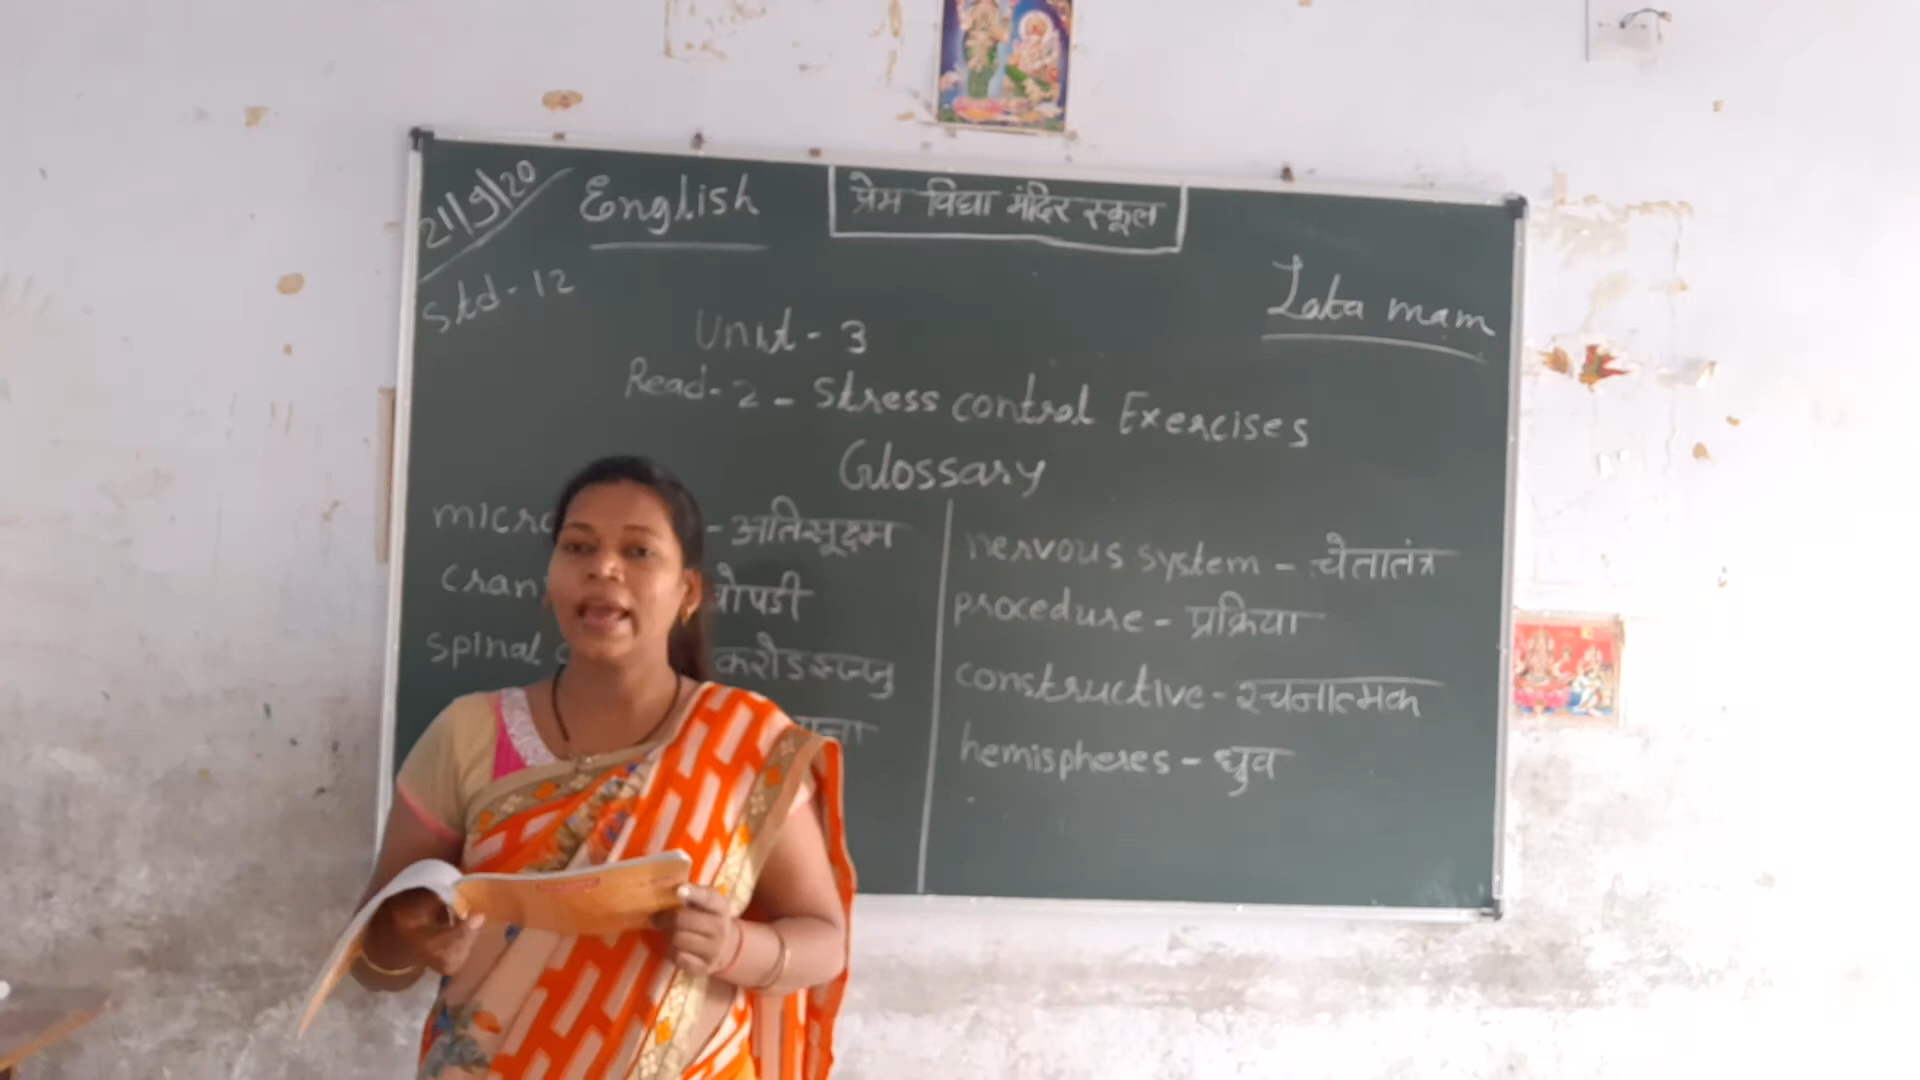 21/9/20
English
प्रेम विद्या मंदिर स्कूल
Std-12
Lata mam
Unit-3
Read-2-Stress control Exercises
Glossary
- अतिसूक्ष्म
spinal
nervous system - चेतातंत्र
procedure - प्रक्रिया
constructive - रचनात्मक
hemispheres - ध्रुव